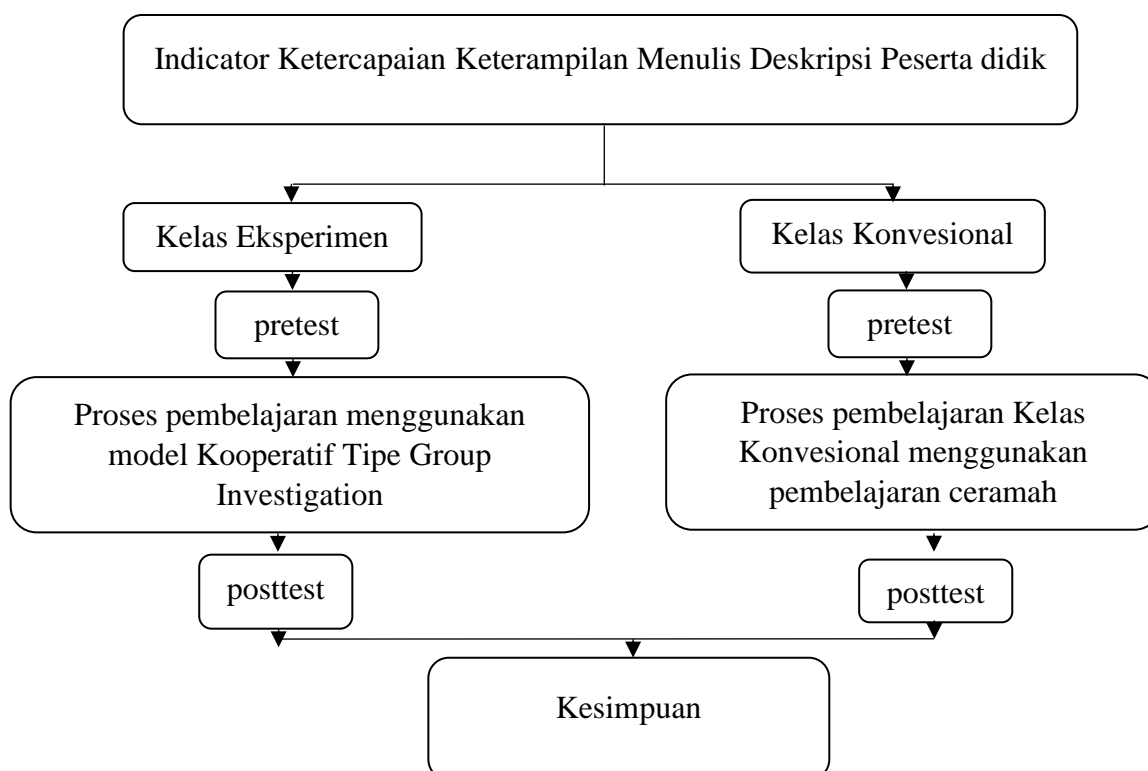 Indicator Ketercapaian Keterampilan Menulis Deskripsi Peserta didik
Kelas Eksperimen
Kelas Konvesional
pretest
pretest
Proses pembelajaran menggunakan
model Kooperatif Tipe Group
Investigation
Proses pembelajaran Kelas
Konvesional menggunakan
pembelajaran ceramah
posttest
posttest
Kesimpuan